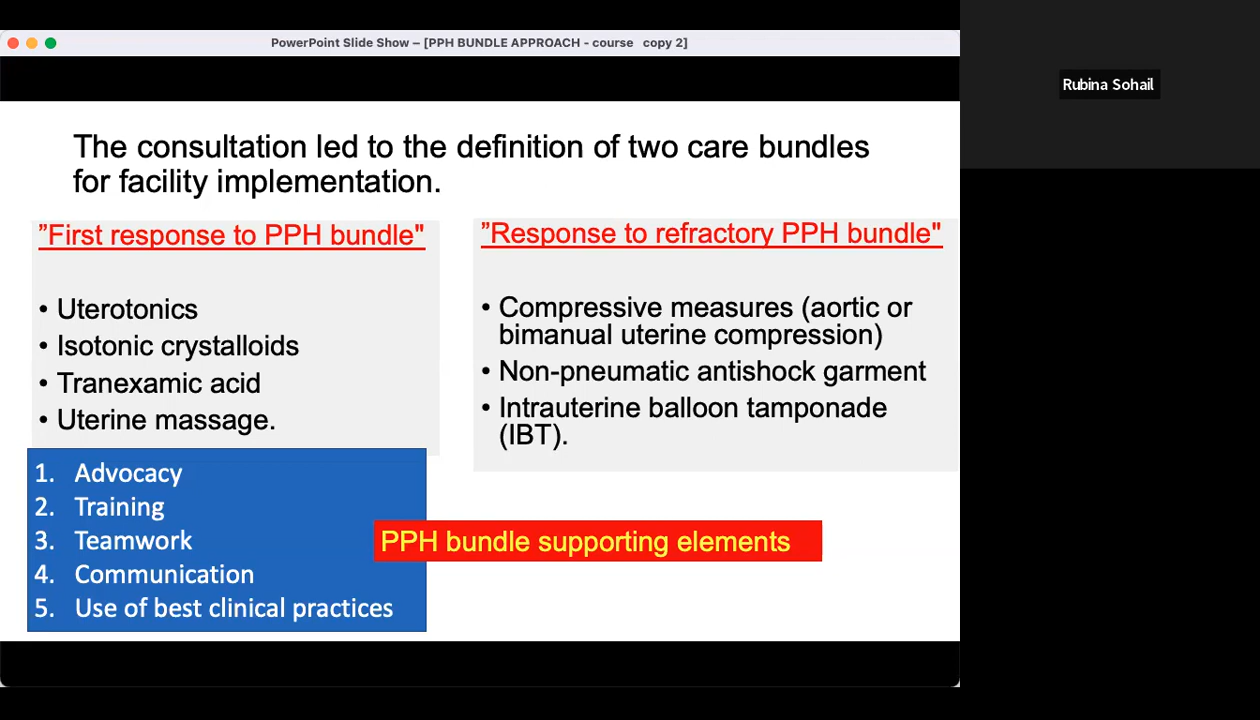 PowerPoint Slide Show – [PPH BUNDLE APPROACH - course copy 2]
Rubina Sohail
The consultation led to the definition of two care bundles
for facility implementation.
”First response to PPH bundle"
• Uterotonics
• Isotonic crystalloids
• Tranexamic acid
• Uterine massage.
”Response to refractory PPH bundle"
• Compressive measures (aortic or
bimanual uterine compression)
• Non-pneumatic antishock garment
• Intrauterine balloon tamponade
(IBT).
1. Advocacy
2. Training
3. Teamwork
4. Communication
5. Use of best clinical practices
PPH bundle supporting elements